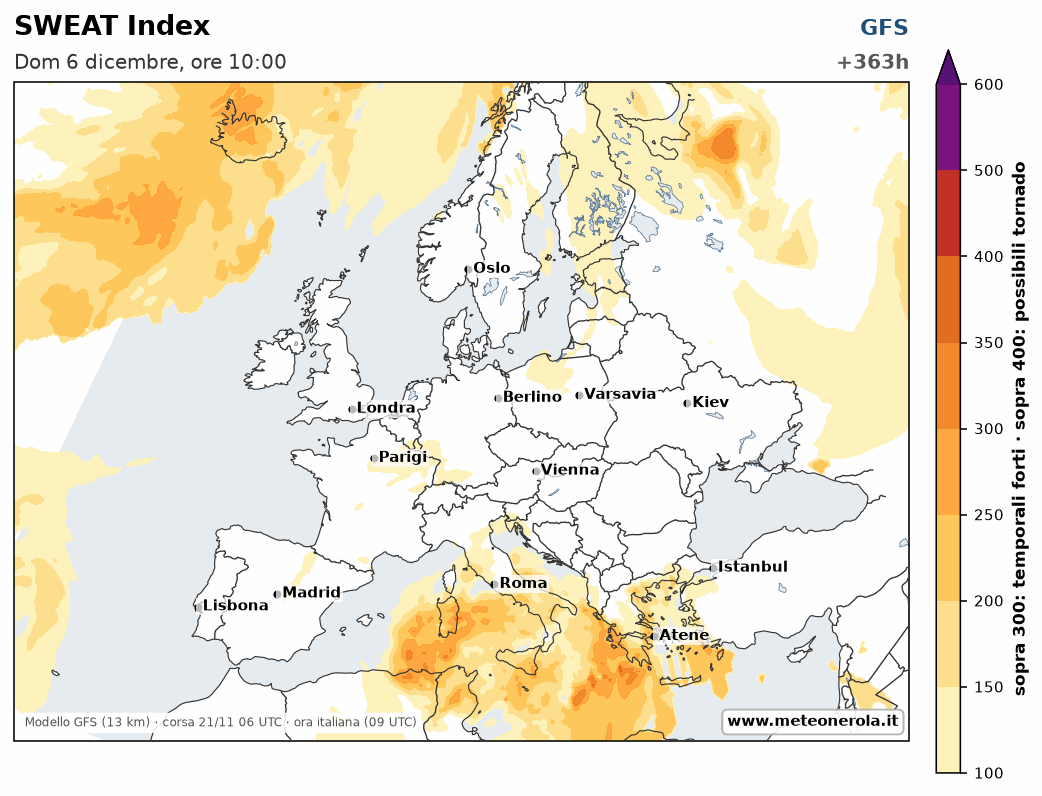 SWEAT Index
GFS
Dom 6 dicembre, ore 10:00
+363h
600
500
400
350
300
250
200
150
100
sopra 300: temporali forti · sopra 400: possibili tornado
Oslo
Berlino
Varsavia
Kiev
Londra
Parigi
Vienna
Istanbul
Roma
Madrid
Lisbona
Atene
Modello GFS (13 km) · corsa 21/11 06 UTC · ora italiana (09 UTC)
www.meteonerola.it